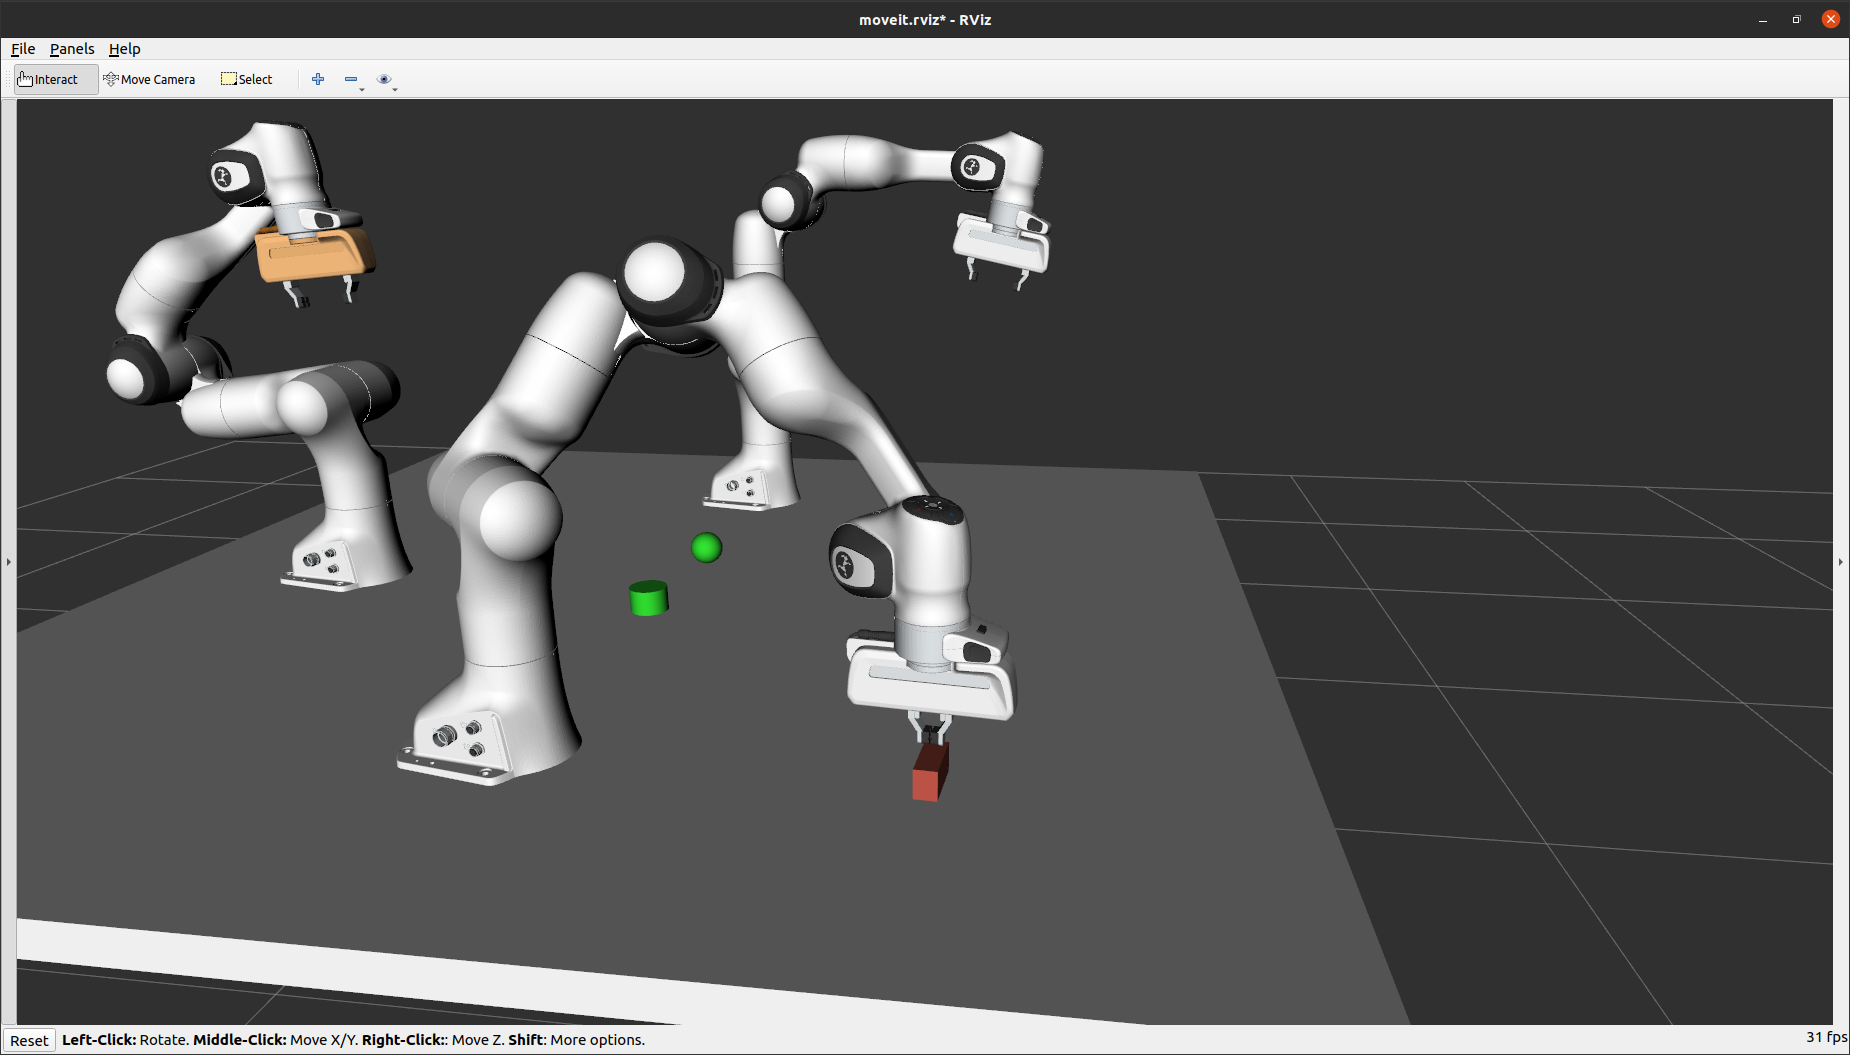 moveit.rviz* - RViz
File Panels Help
Interact Move Camera Select
Reset Left-Click: Rotate. Middle-Click: Move X/Y. Right-Click:: Move Z. Shift: More options. 31 fps